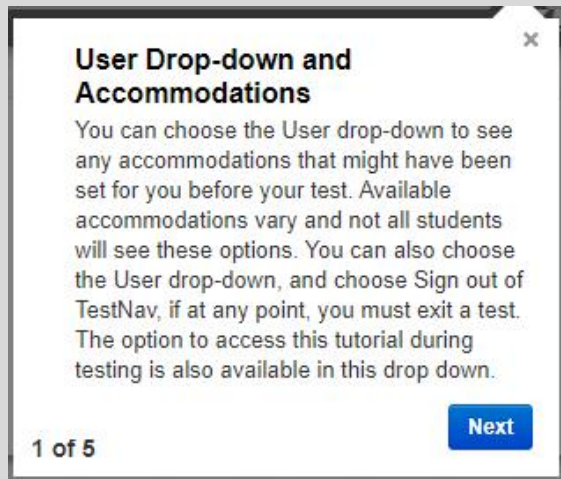 ×
User Drop-down and
Accommodations
You can choose the User drop-down to see
any accommodations that might have been
set for you before your test. Available
accommodations vary and not all students
will see these options. You can also choose
the User drop-down, and choose Sign out of
TestNav, if at any point, you must exit a test.
The option to access this tutorial during
testing is also available in this drop down.
Next
1 of 5